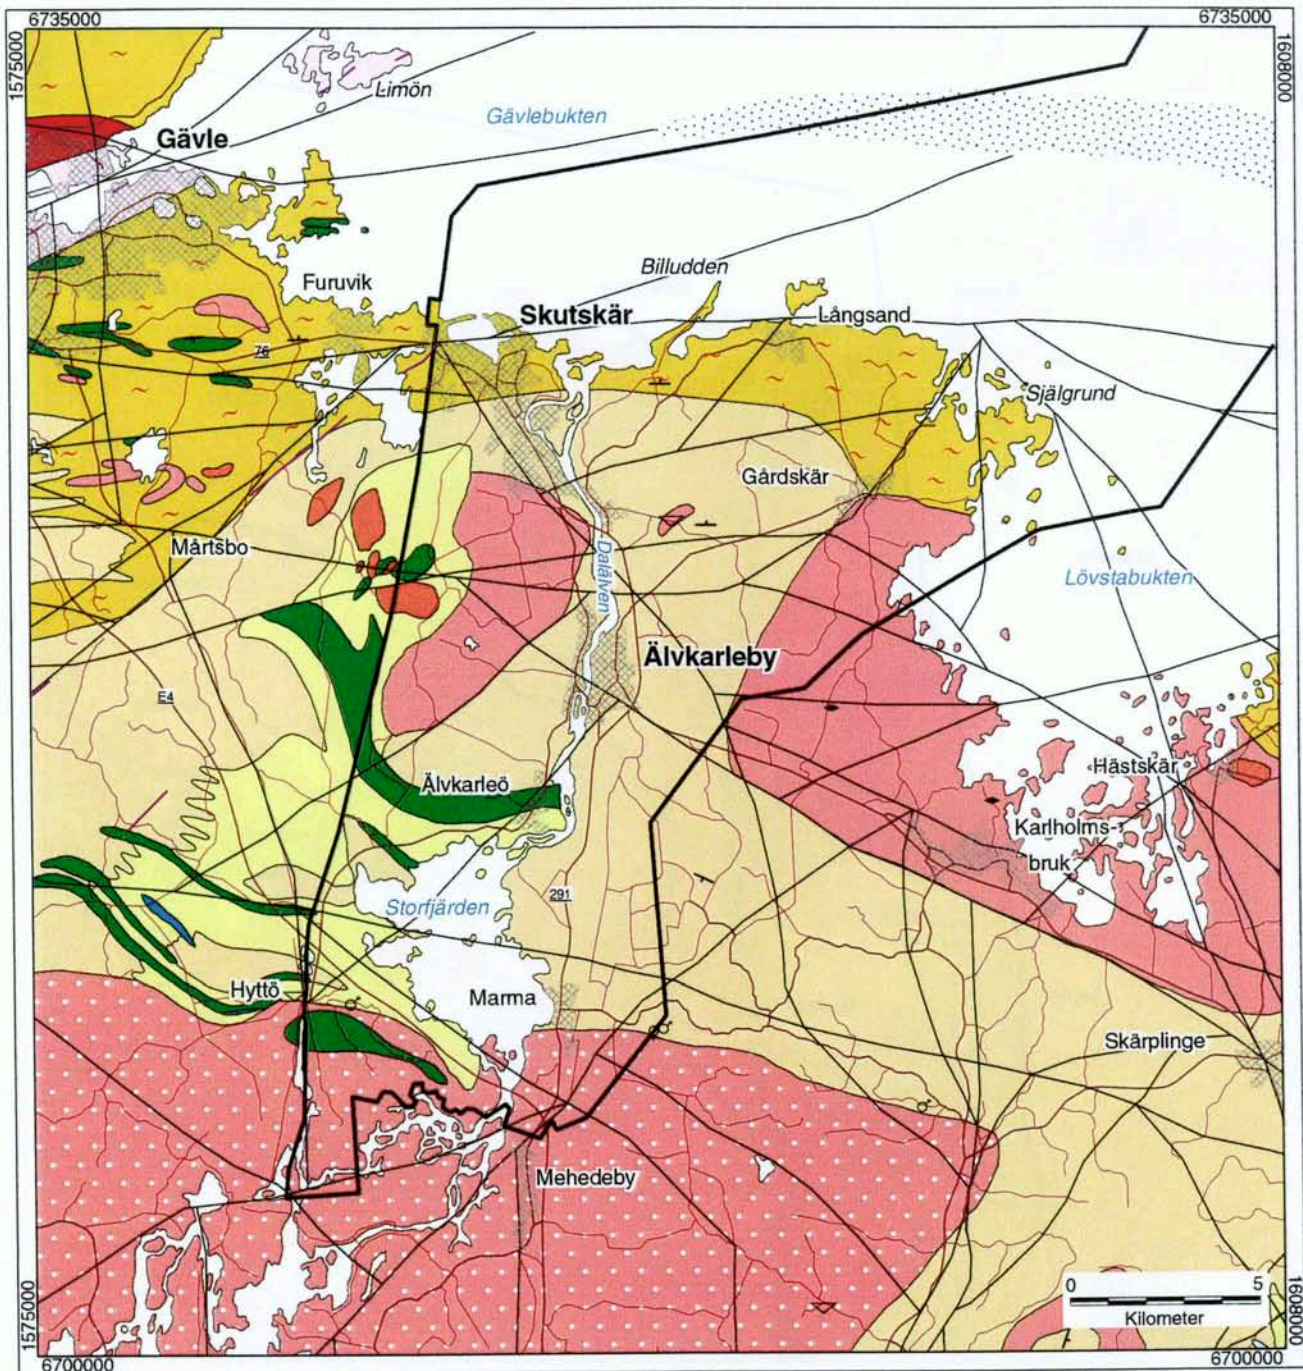 6735000
6735000
1575000
1608000
Limön
Gävlebukten
Gävle
Billudden
Furuvik
Skutskär
Långsand
76
Själgrund
Gårdskär
Mårtsbo
Dalälven
Lövstabukten
Älvkarleby
E4
Hästskär
Älvkarleö
Karlholms-
bruk
291
Storfjärden
Hyttö
Marma
Skärplinge
Mehedeby
0
5
Kilometer
1575000
1608000
6700000
6700000